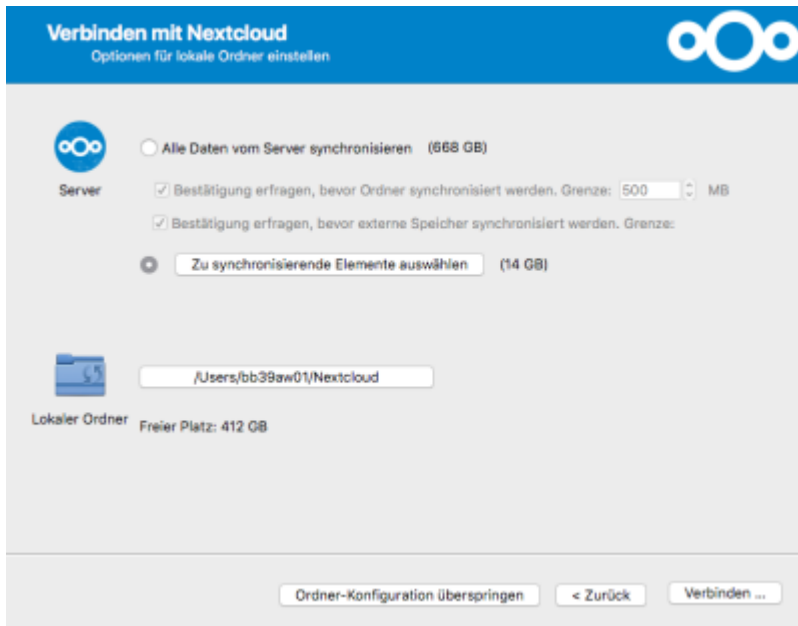 Verbinden mit Nextcloud
Optionen für lokale Ordner einstellen
Alle Daten vom Server synchronisieren (668 GB)
Server
Bestätigung erfragen, bevor Ordner synchronisiert werden. Grenze: 500 MB
Bestätigung erfragen, bevor externe Speicher synchronisiert werden. Grenze:
Zu synchronisierende Elemente auswählen (14 GB)
/Users/bb39aw01/Nextcloud
Lokaler Ordner
Freier Platz: 412 GB
Ordner-Konfiguration überspringen < Zurück Verbinden ...